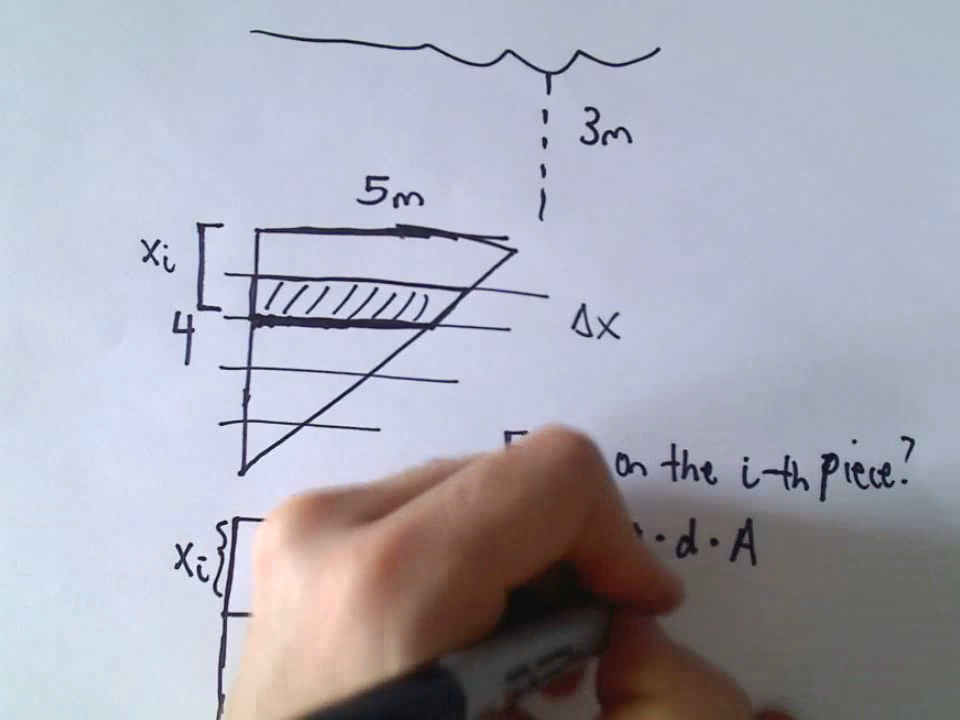 3m
5m
xi
4
Δx
on the i-th piece?
· d · A
xi